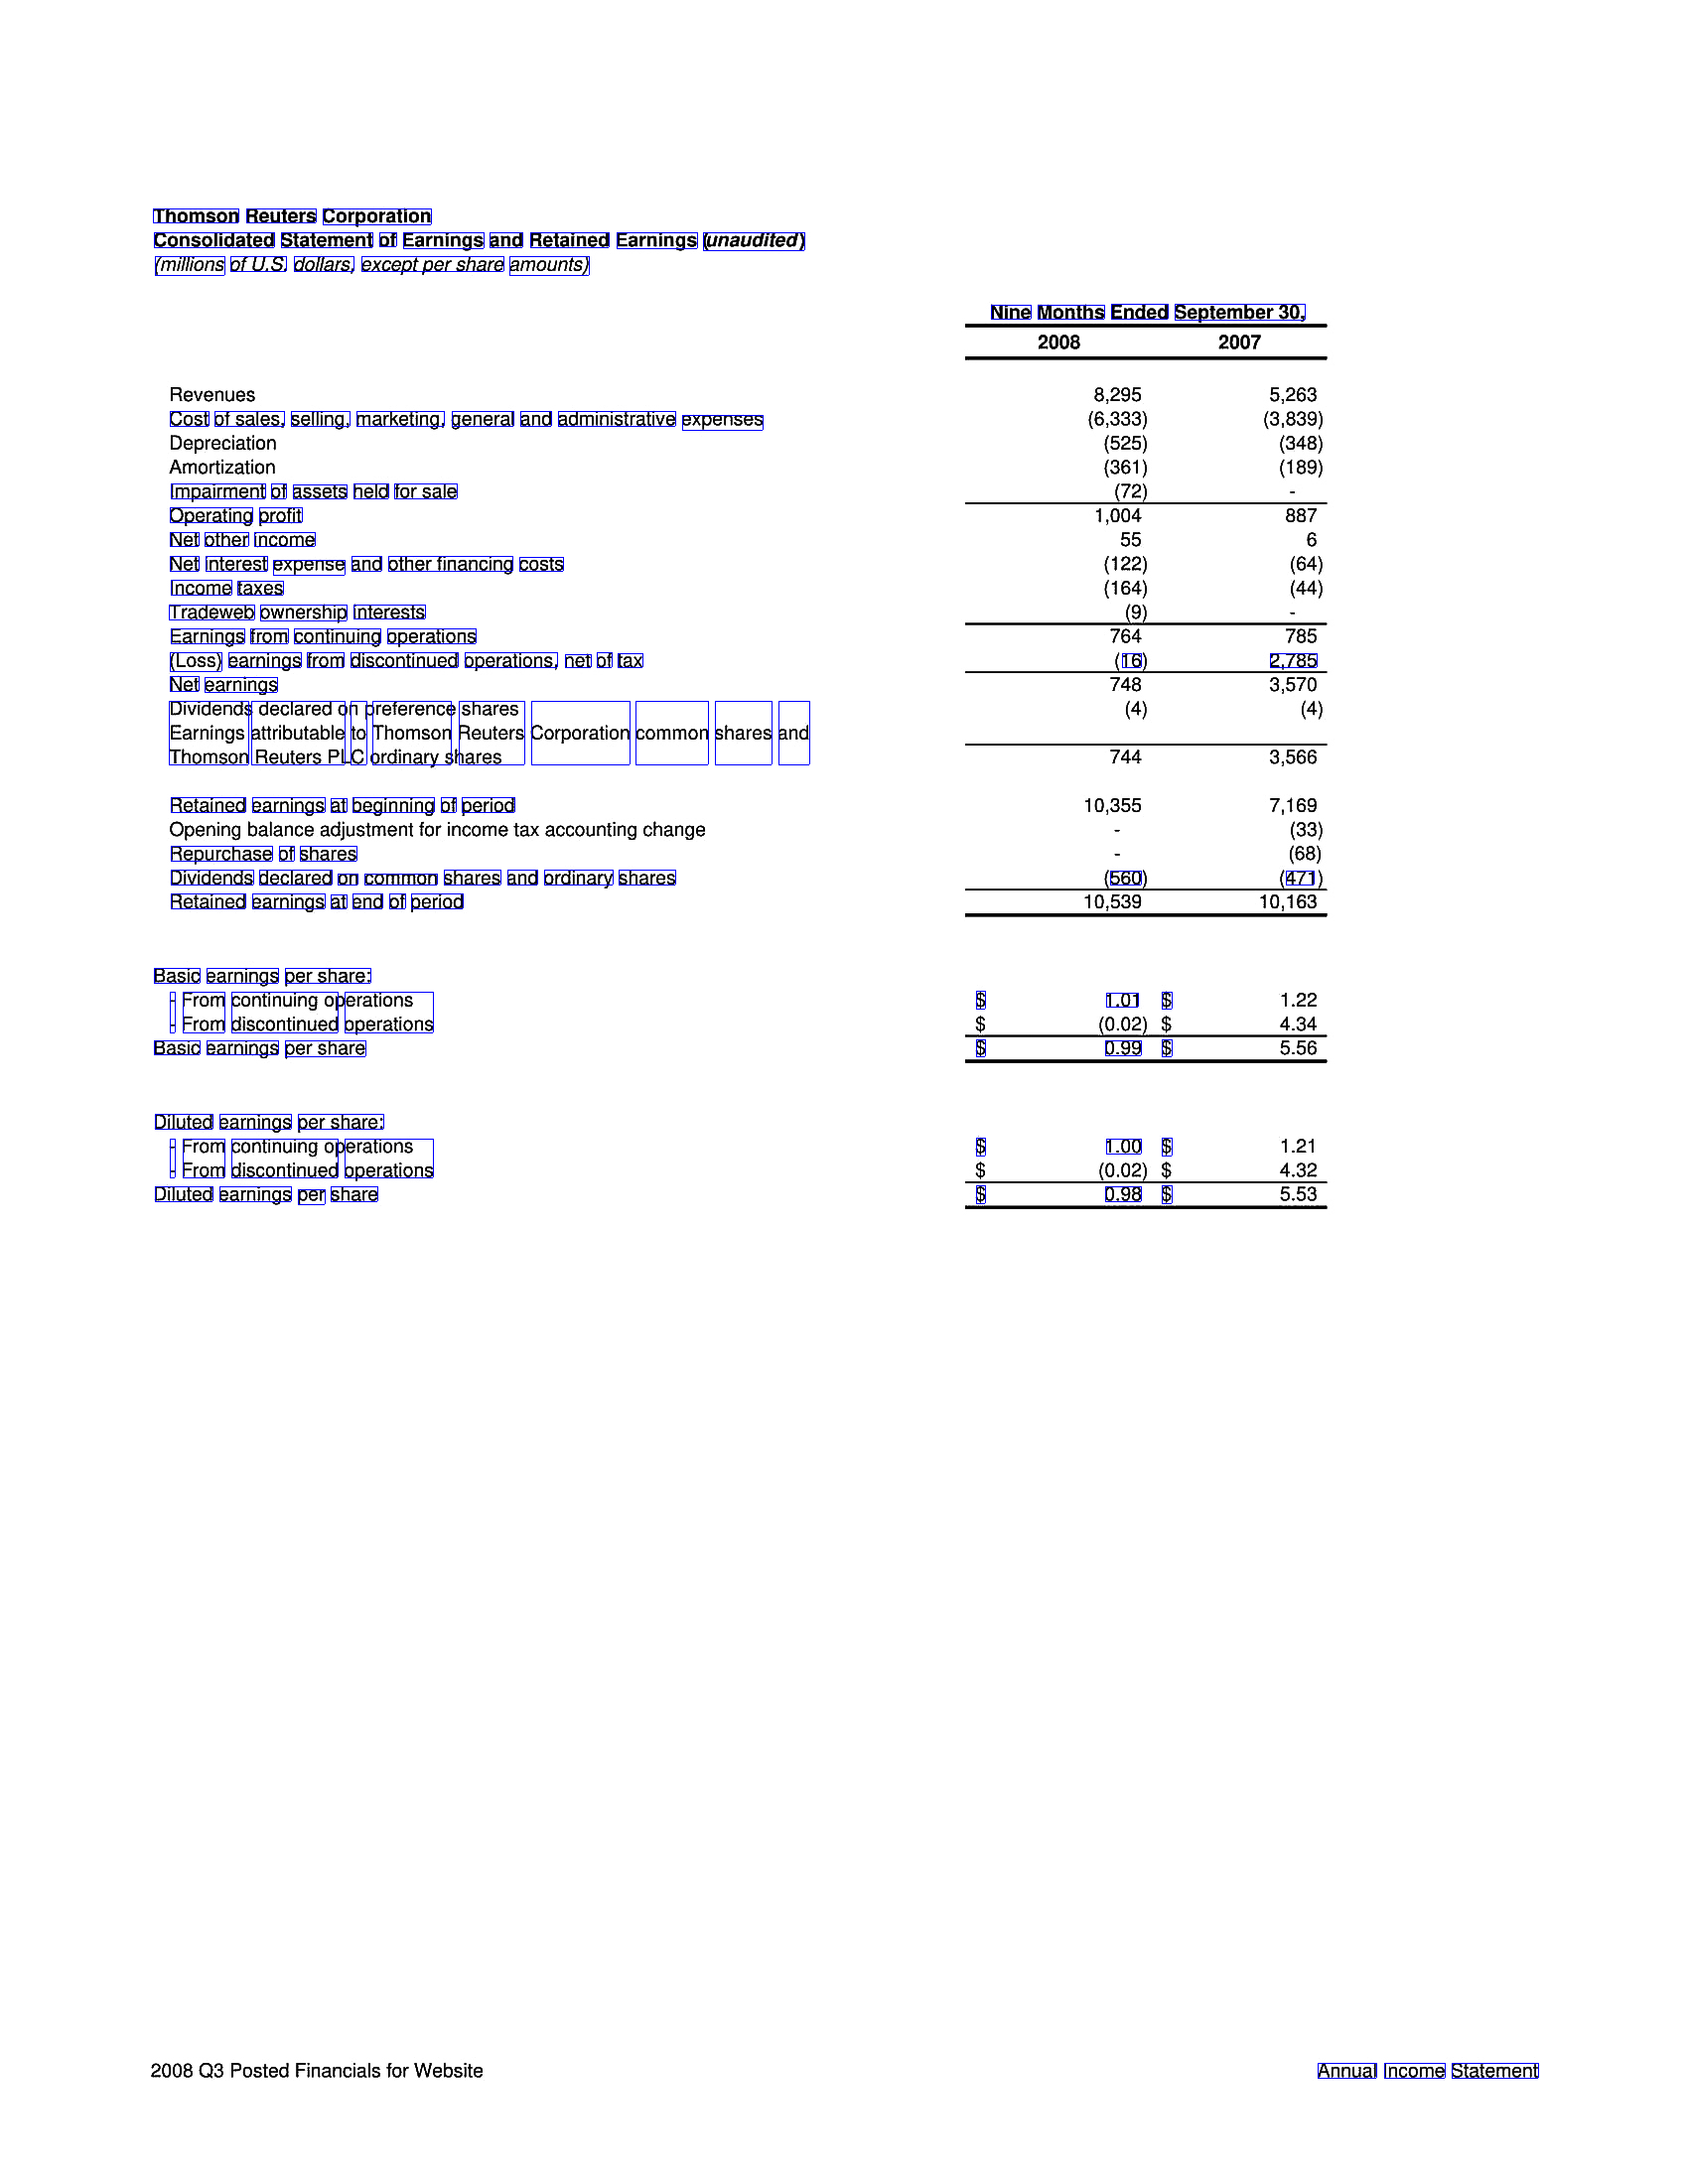 Thomson Reuters Corporation
Consolidated Statement of Earnings and Retained Earnings (unaudited)
(millions of U.S. dollars, except per share amounts)
Nine Months Ended September 30,
2008 2007
Revenues 8,295 5,263
Cost of sales, selling, marketing, general and administrative expenses (6,333) (3,839)
Depreciation (525) (348)
Amortization (361) (189)
Impairment of assets held for sale (72) -
Operating profit 1,004 887
Net other income 55 6
Net interest expense and other financing costs (122) (64)
Income taxes (164) (44)
Tradeweb ownership interests (9) -
Earnings from continuing operations 764 785
(Loss) earnings from discontinued operations, net of tax (16) 2,785
Net earnings 748 3,570
Dividends declared on preference shares (4) (4)
Earnings attributable to Thomson Reuters Corporation common shares and
Thomson Reuters PLC ordinary shares 744 3,566
Retained earnings at beginning of period 10,355 7,169
Opening balance adjustment for income tax accounting change - (33)
Repurchase of shares - (68)
Dividends declared on common shares and ordinary shares (560) (471)
Retained earnings at end of period 10,539 10,163
Basic earnings per share:
- From continuing operations $ 1.01 $ 1.22
- From discontinued operations $ (0.02) $ 4.34
Basic earnings per share $ 0.99 $ 5.56
Diluted earnings per share:
- From continuing operations $ 1.00 $ 1.21
- From discontinued operations $ (0.02) $ 4.32
Diluted earnings per share $ 0.98 $ 5.53
2008 Q3 Posted Financials for Website Annual Income Statement